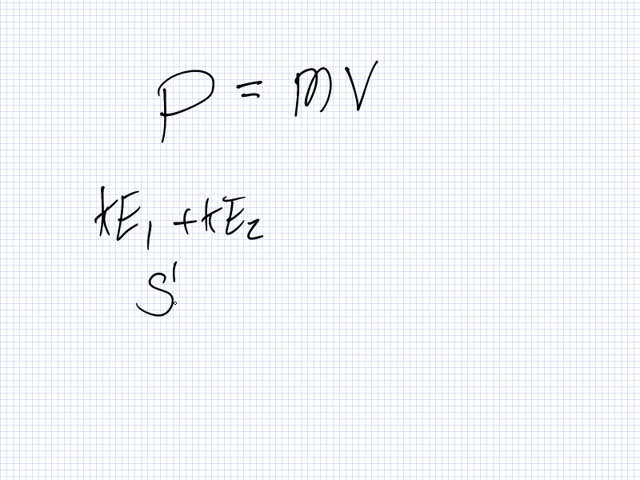 P = mV
KE₁ + KE₂
S'